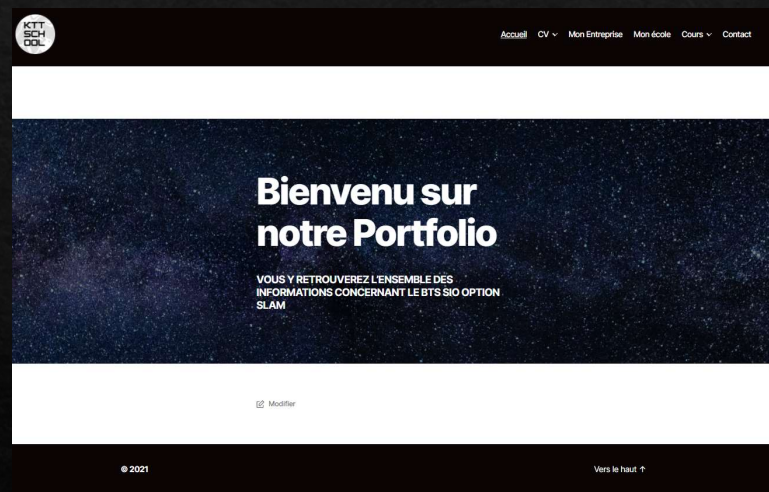 KTT
SCH
OOL
Accueil CV Mon Entreprise Mon école Cours Contact
Bienvenu sur
notre Portfolio
VOUS Y RETROUVEREZ L'ENSEMBLE DES
INFORMATIONS CONCERNANT LE BTS SIO OPTION
SLAM
Modifier
© 2021 Vers le haut ↑